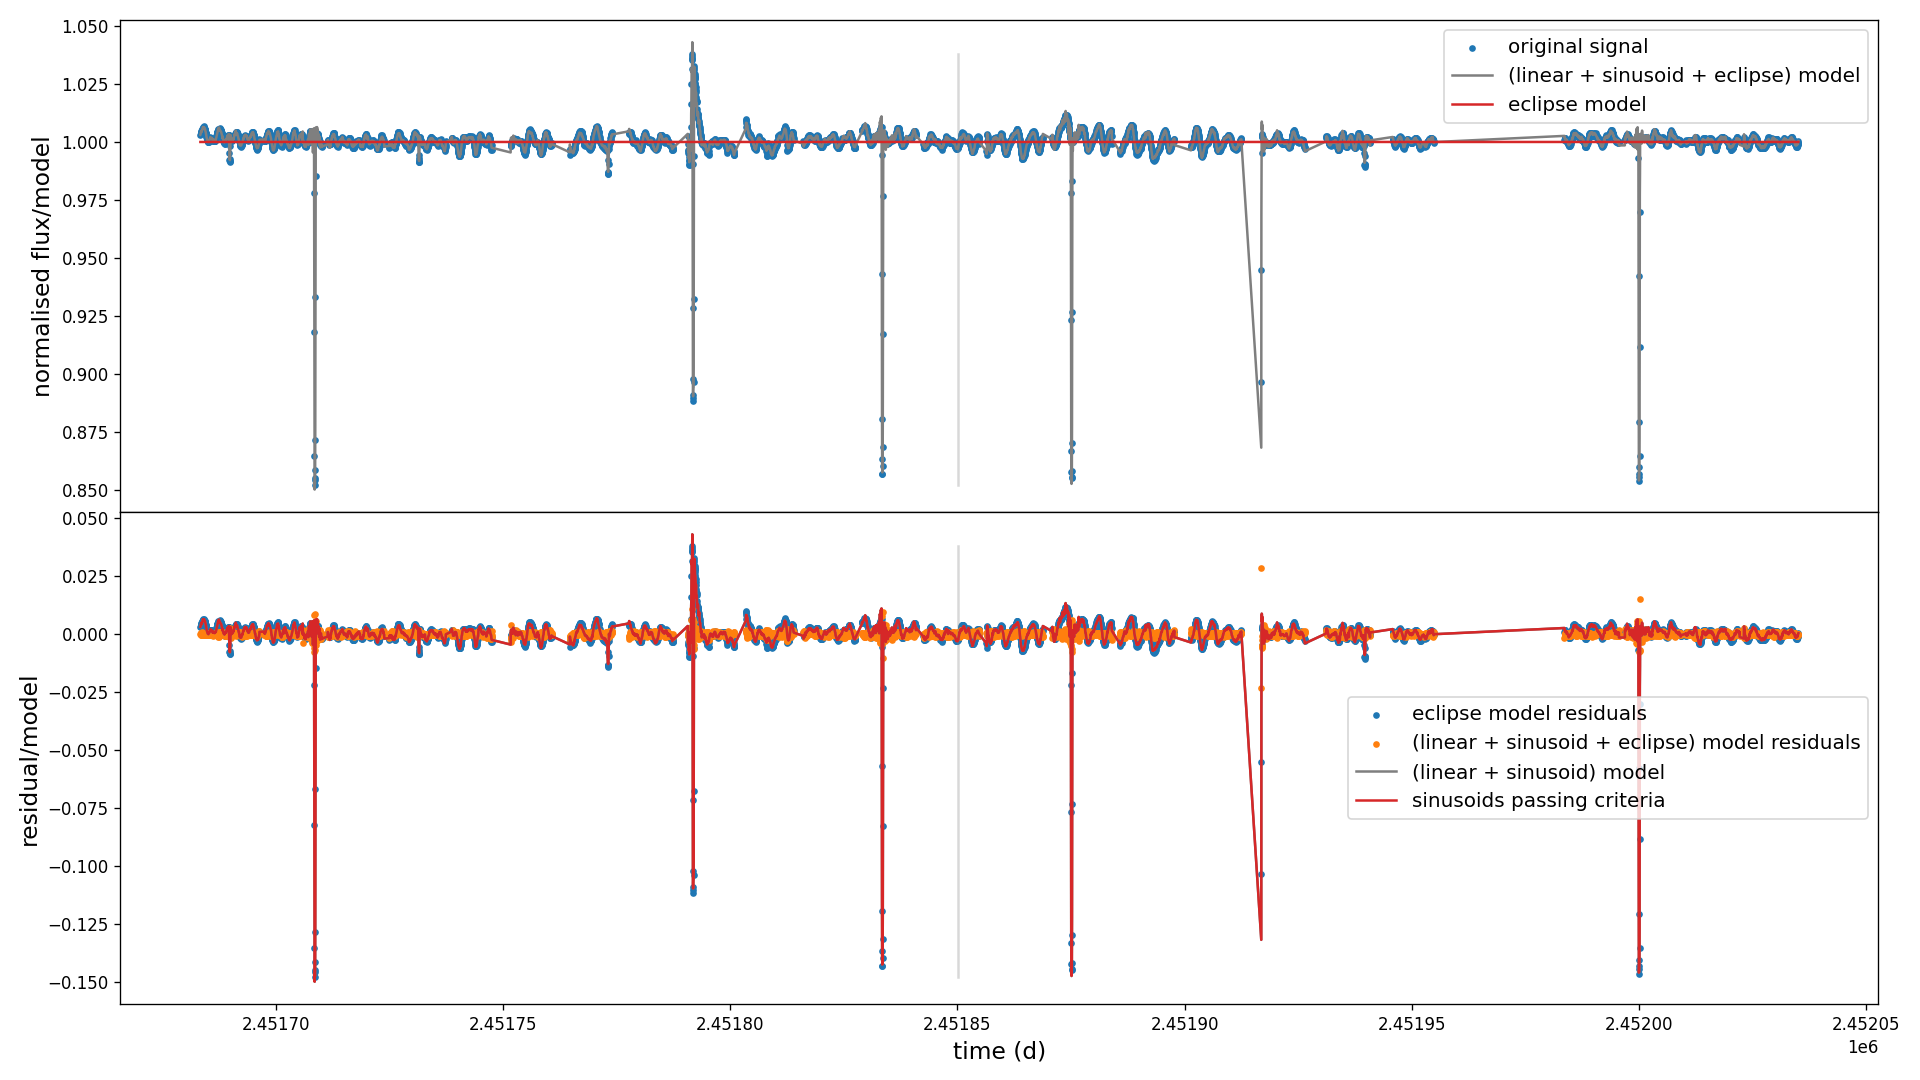 1.050
1.025
1.000
0.975
0.950
0.925
0.900
0.875
0.850
normalised flux/model
original signal
(linear + sinusoid + eclipse) model
eclipse model
0.050
0.025
0.000
−0.025
−0.050
−0.075
−0.100
−0.125
−0.150
residual/model
eclipse model residuals
(linear + sinusoid + eclipse) model residuals
(linear + sinusoid) model
sinusoids passing criteria
2.45170 2.45175 2.45180 2.45185 2.45190 2.45195 2.45200 2.45205
time (d)
1e6